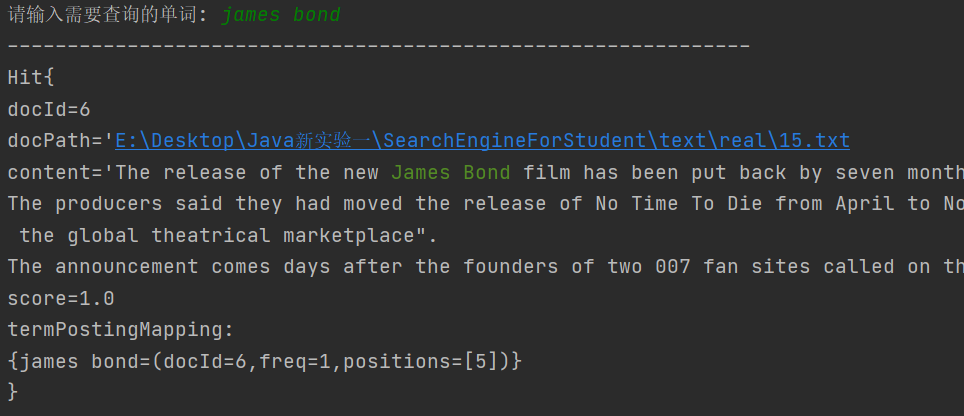 请输入需要查询的单词: james bond
--------------------------------------------------------------
Hit{
docId=6
docPath='E:\Desktop\Java新实验一\SearchEngineForStudent\text\real\15.txt
content='The release of the new James Bond film has been put back by seven month
The producers said they had moved the release of No Time To Die from April to No
the global theatrical marketplace".
The announcement comes days after the founders of two 007 fan sites called on th
score=1.0
termPostingMapping:
{james bond=(docId=6,freq=1,positions=[5])}
}